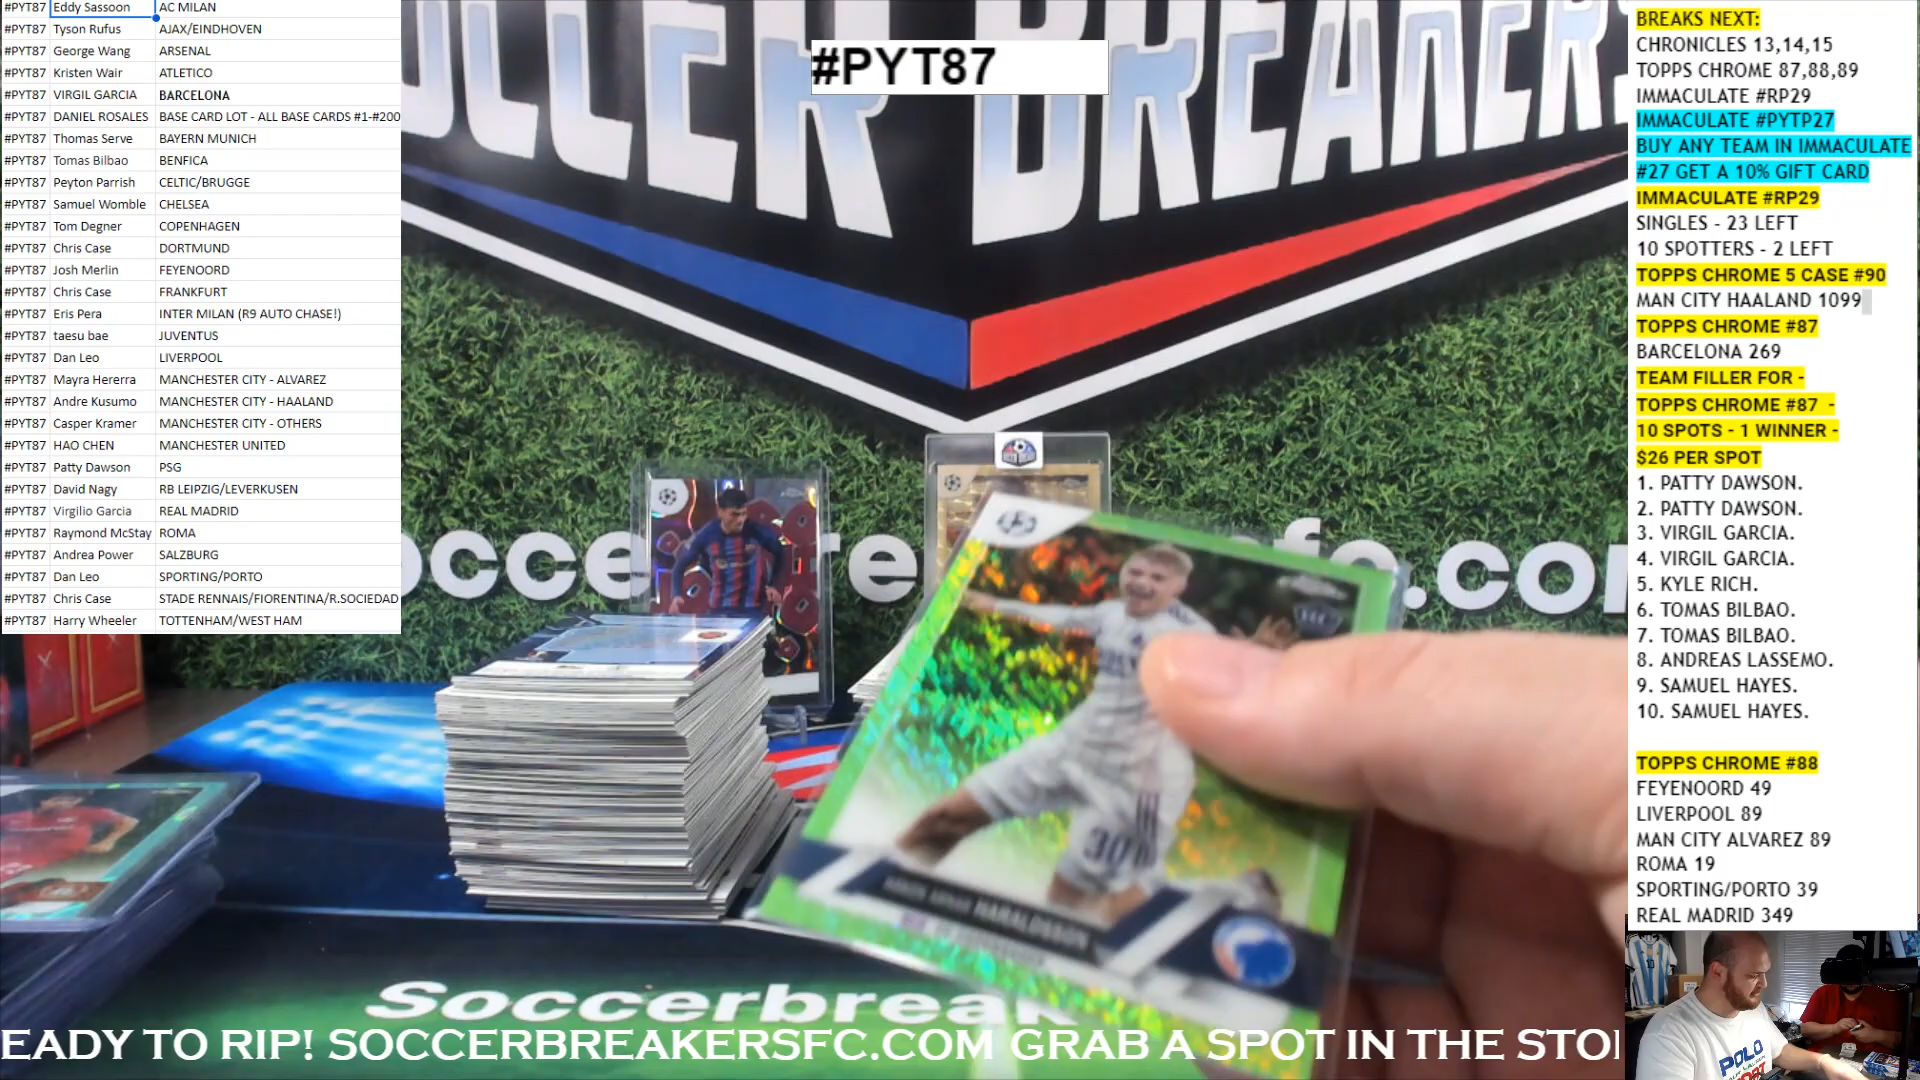 #PYT87 Eddy Sassoon AC MILAN
#PYT87 Tyson Rufus AJAX/EINDHOVEN
#PYT87 George Wang ARSENAL
#PYT87 Kristen Wair ATLETICO
#PYT87 VIRGIL GARCIA BARCELONA
#PYT87 DANIEL ROSALES BASE CARD LOT - ALL BASE CARDS #1-#200
#PYT87 Thomas Serve BAYERN MUNICH
#PYT87 Tomas Bilbao BENFICA
#PYT87 Peyton Parrish CELTIC/BRUGGE
#PYT87 Samuel Womble CHELSEA
#PYT87 Tom Degner COPENHAGEN
#PYT87 Chris Case DORTMUND
#PYT87 Josh Merlin FEYENOORD
#PYT87 Chris Case FRANKFURT
#PYT87 Eris Pera INTER MILAN (R9 AUTO CHASE!)
#PYT87 taesu bae JUVENTUS
#PYT87 Dan Leo LIVERPOOL
#PYT87 Mayra Hererra MANCHESTER CITY - ALVAREZ
#PYT87 Andre Kusumo MANCHESTER CITY - HAALAND
#PYT87 Casper Kramer MANCHESTER CITY - OTHERS
#PYT87 HAO CHEN MANCHESTER UNITED
#PYT87 Patty Dawson PSG
#PYT87 David Nagy RB LEIPZIG/LEVERKUSEN
#PYT87 Virgilio Garcia REAL MADRID
#PYT87 Raymond McStay ROMA
#PYT87 Andrea Power SALZBURG
#PYT87 Dan Leo SPORTING/PORTO
#PYT87 Chris Case STADE RENNAIS/FIORENTINA/R.SOCIEDAD
#PYT87 Harry Wheeler TOTTENHAM/WEST HAM
#PYT87
SOCCER BREAKERS
.co
30
HARALDSSON
Soccerbrea
EADY TO RIP! SOCCERBREAKERSFC.COM GRAB A SPOT IN THE STO
BREAKS NEXT:
CHRONICLES 13,14,15
TOPPS CHROME 87,88,89
IMMACULATE #RP29
IMMACULATE #PYTP27
BUY ANY TEAM IN IMMACULATE
#27 GET A 10% GIFT CARD
IMMACULATE #RP29
SINGLES - 23 LEFT
10 SPOTTERS - 2 LEFT
TOPPS CHROME 5 CASE #90
MAN CITY HAALAND 1099
TOPPS CHROME #87
BARCELONA 269
TEAM FILLER FOR -
TOPPS CHROME #87 -
10 SPOTS - 1 WINNER -
$26 PER SPOT
1. PATTY DAWSON.
2. PATTY DAWSON.
3. VIRGIL GARCIA.
4. VIRGIL GARCIA.
5. KYLE RICH.
6. TOMAS BILBAO.
7. TOMAS BILBAO.
8. ANDREAS LASSEMO.
9. SAMUEL HAYES.
10. SAMUEL HAYES.
TOPPS CHROME #88
FEYENOORD 49
LIVERPOOL 89
MAN CITY ALVAREZ 89
ROMA 19
SPORTING/PORTO 39
REAL MADRID 349
POLO